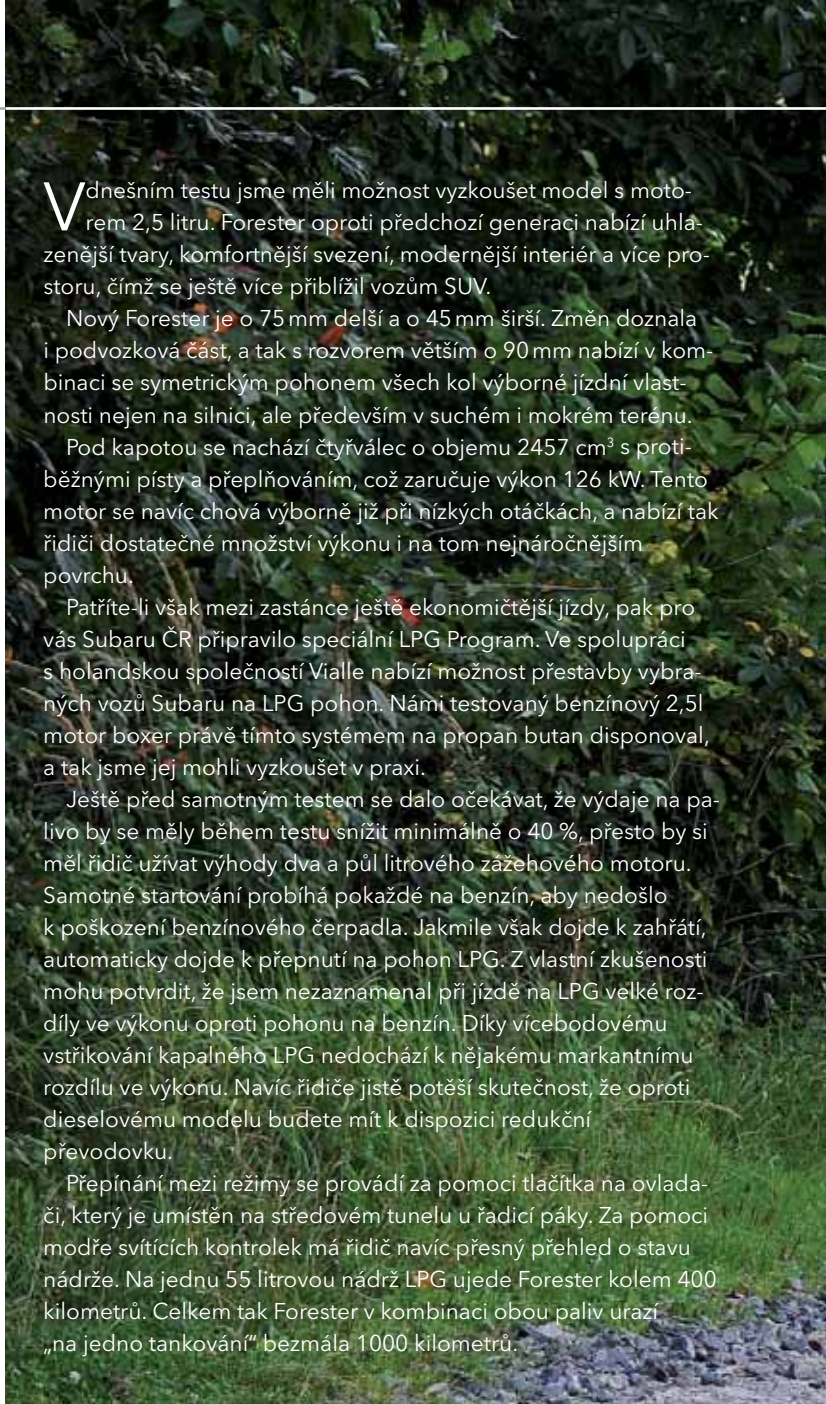 V dnešním testu jsme měli možnost vyzkoušet model s moto-
rem 2,5 litru. Forester oproti předchozí generaci nabízí uhla-
zenější tvary, komfortnější svezení, modernější interiér a více pro-
storu, čímž se ještě více přiblížil vozům SUV.
Nový Forester je o 75 mm delší a o 45 mm širší. Změn doznala
i podvozková část, a tak s rozvorem větším o 90 mm nabízí v kom-
binaci se symetrickým pohonem všech kol výborné jízdní vlast-
nosti nejen na silnici, ale především v suchém i mokrém terénu.
Pod kapotou se nachází čtyřválec o objemu 2457 cm³ s proti-
běžnými písty a přeplňováním, což zaručuje výkon 126 kW. Tento
motor se navíc chová výborně již při nízkých otáčkách, a nabízí tak
řidiči dostatečné množství výkonu i na tom nejnáročnějším
povrchu.
Patříte-li však mezi zastánce ještě ekonomičtější jízdy, pak pro
vás Subaru ČR připravilo speciální LPG Program. Ve spolupráci
s holandskou společností Vialle nabízí možnost přestavby vybra-
ných vozů Subaru na LPG pohon. Námi testovaný benzínový 2,5l
motor boxer právě tímto systémem na propan butan disponoval,
a tak jsme jej mohli vyzkoušet v praxi.
Ještě před samotným testem se dalo očekávat, že výdaje na pa-
livo by se měly během testu snížit minimálně o 40 %, přesto by si
měl řidič užívat výhody dva a půl litrového zážehového motoru.
Samotné startování probíhá pokaždé na benzín, aby nedošlo
k poškození benzínového čerpadla. Jakmile však dojde k zahřátí,
automaticky dojde k přepnutí na pohon LPG. Z vlastní zkušenosti
mohu potvrdit, že jsem nezaznamenal při jízdě na LPG velké roz-
díly ve výkonu oproti pohonu na benzín. Díky vícebodovému
vstřikování kapalného LPG nedochází k nějakému markantnímu
rozdílu ve výkonu. Navíc řidiče jistě potěší skutečnost, že oproti
dieselovému modelu budete mít k dispozici redukční
převodovku.
Přepínání mezi režimy se provádí za pomoci tlačítka na ovlada-
či, který je umístěn na středovém tunelu u řadicí páky. Za pomoci
modře svítících kontrolek má řidič navíc přesný přehled o stavu
nádrže. Na jednu 55 litrovou nádrž LPG ujede Forester kolem 400
kilometrů. Celkem tak Forester v kombinaci obou paliv urazí
„na jedno tankování“ bezmála 1000 kilometrů.